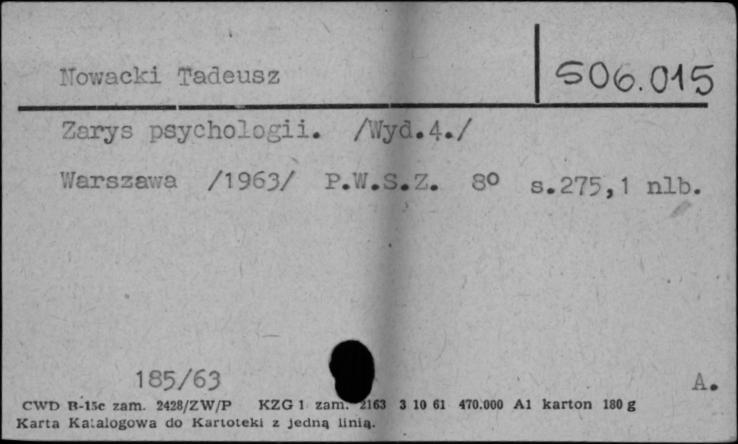 Nowacki Tadeusz 506.015
Zarys psychologii. /Wyd.4./
Warszawa /1963/ P.W.S.Z. 8º s.275,1 nlb.
185/63 A.
CWD B-15c zam. 2428/ZW/P KZG 1 zam. 2163 3 10 61 470.000 A1 karton 180 g
Karta Katalogowa do Kartoteki z jedną linią.